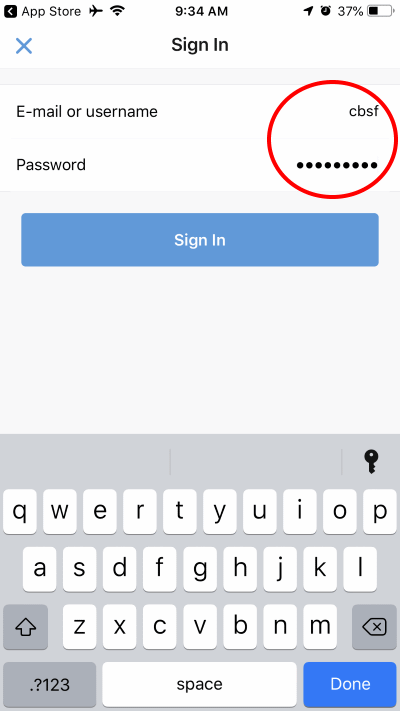 App Store 9:34 AM 37%
Sign In
E-mail or username cbsf
Password •••••••••
Sign In
q w e r t y u i o p
a s d f g h j k l
z x c v b n m
.?123 space Done